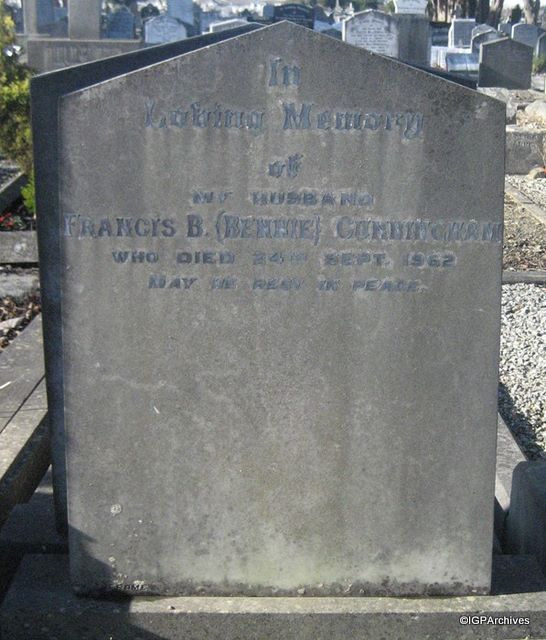 In
Loving Memory
of
MY HUSBAND
FRANCIS B. (BENNIE) CUNNINGHAM
WHO DIED 24TH SEPT. 1962
MAY HE REST IN PEACE.
©IGPArchives